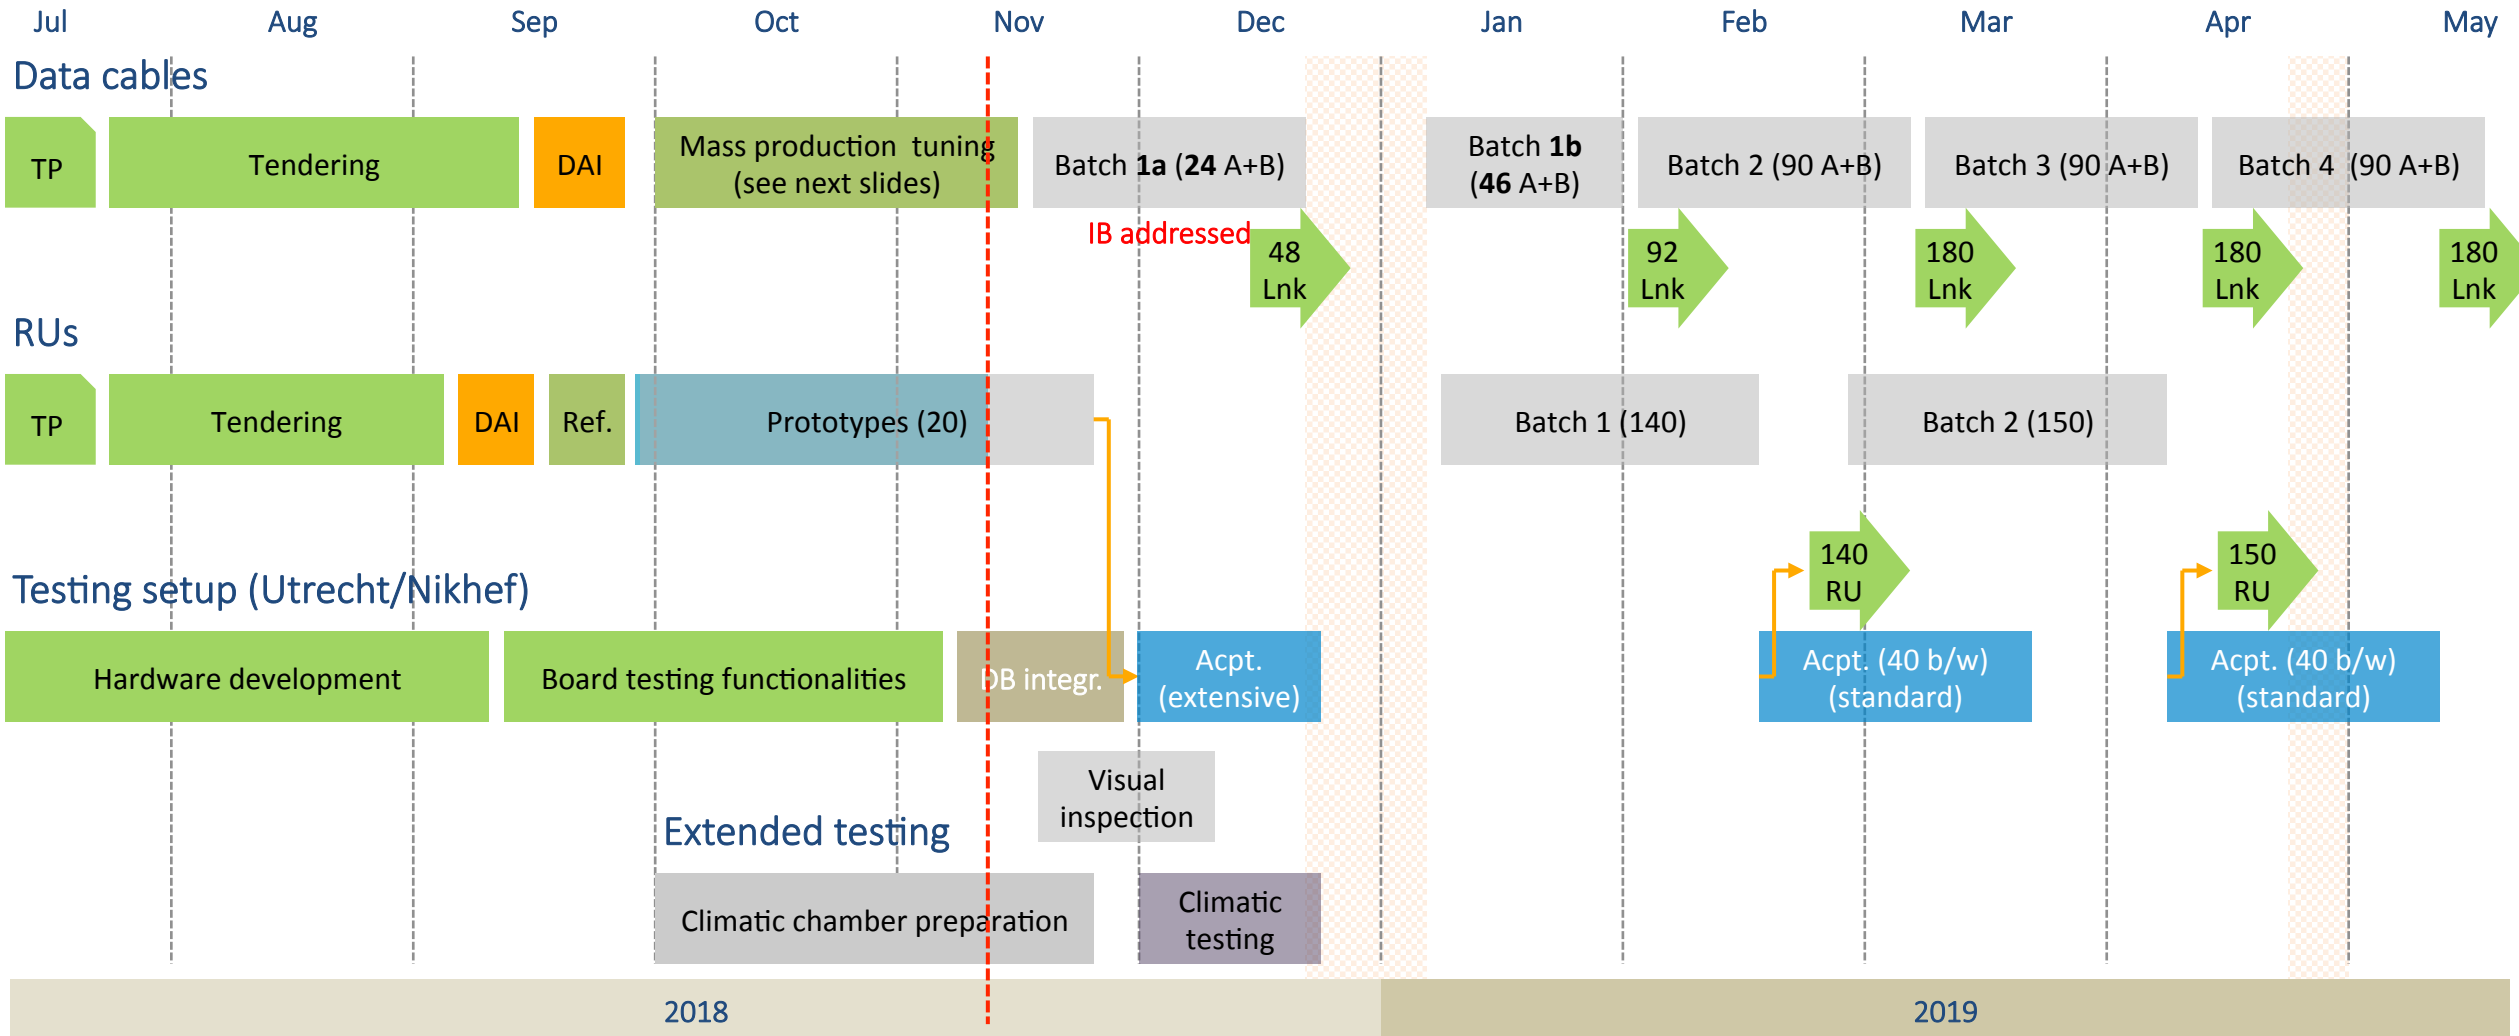 Jul Aug Sep Oct Nov Dec Jan Feb Mar Apr May
Data cables
TP
Tendering
DAI
Mass production tuning
(see next slides)
Batch 1a (24 A+B)
Batch 1b
(46 A+B)
Batch 2 (90 A+B)
Batch 3 (90 A+B)
Batch 4 (90 A+B)
IB addressed
48
Lnk
92
Lnk
180
Lnk
180
Lnk
180
Lnk
RUs
TP
Tendering
DAI
Ref.
Prototypes (20)
Batch 1 (140)
Batch 2 (150)
140
RU
150
RU
Testing setup (Utrecht/Nikhef)
Hardware development
Board testing functionalities
DB integr.
Acpt.
(extensive)
Acpt. (40 b/w)
(standard)
Acpt. (40 b/w)
(standard)
Visual
inspection
Extended testing
Climatic chamber preparation
Climatic
testing
2018
2019